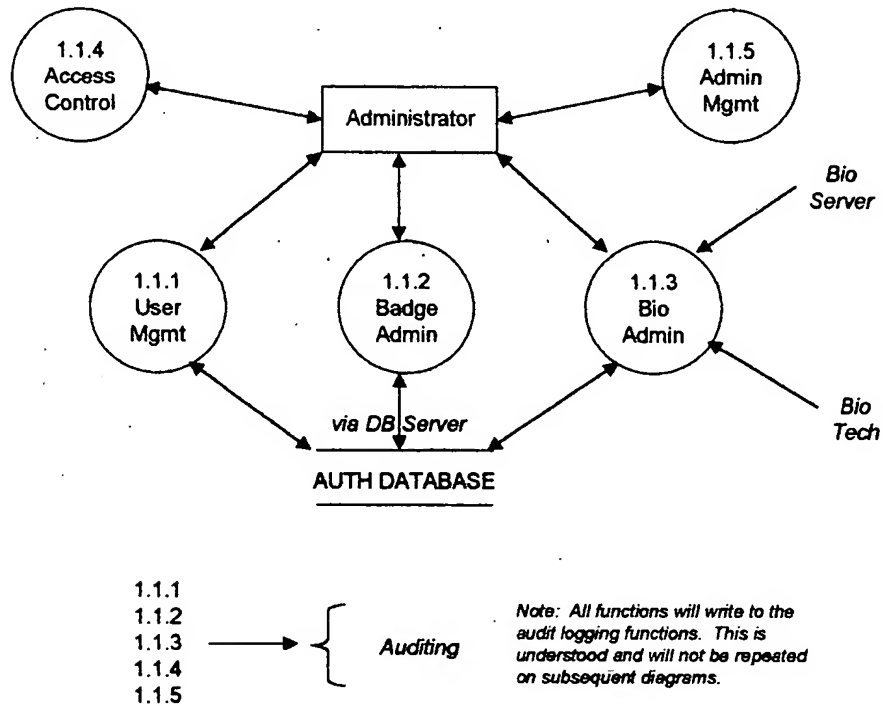 1.1.4
Access
Control
1.1.5
Admin
Mgmt
Administrator
Bio
Server
1.1.1
User
Mgmt
1.1.2
Badge
Admin
1.1.3
Bio
Admin
via DB Server
Bio
Tech
AUTH DATABASE
1.1.1
1.1.2
1.1.3
1.1.4
1.1.5
Auditing
Note: All functions will write to the
audit logging functions. This is
understood and will not be repeated
on subsequent diagrams.